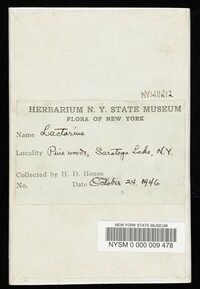 NYH11212
HERBARIUM N. Y. STATE MUSEUM
FLORA OF NEW YORK
Name Lactarius
Locality Pine woods, Saratoga Lake, N.Y.
Collected by H. D. House
No. Date October 24, 1946
NEW YORK STATE MUSEUM
NYSM 0 000 009 478